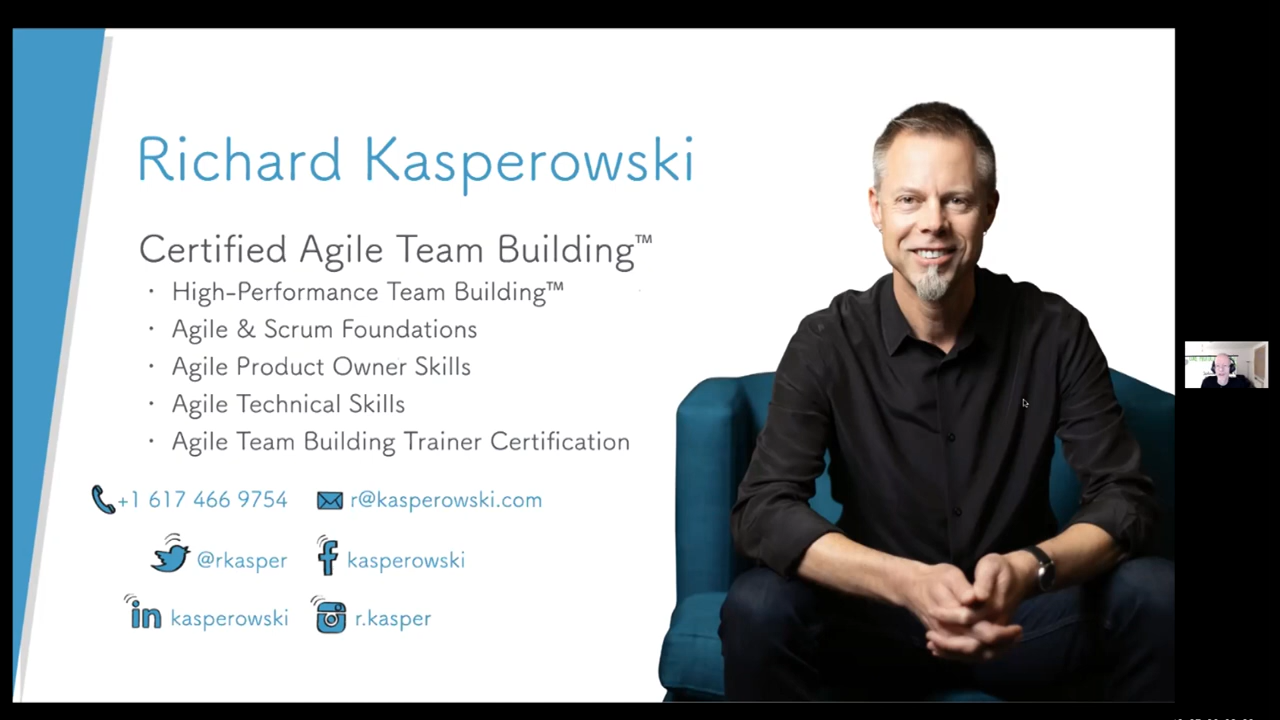 Richard Kasperowski
Certified Agile Team Building™
· High-Performance Team Building™
· Agile & Scrum Foundations
· Agile Product Owner Skills
· Agile Technical Skills
· Agile Team Building Trainer Certification
+1 617 466 9754 r@kasperowski.com
@rkasper kasperowski
in kasperowski r.kasper